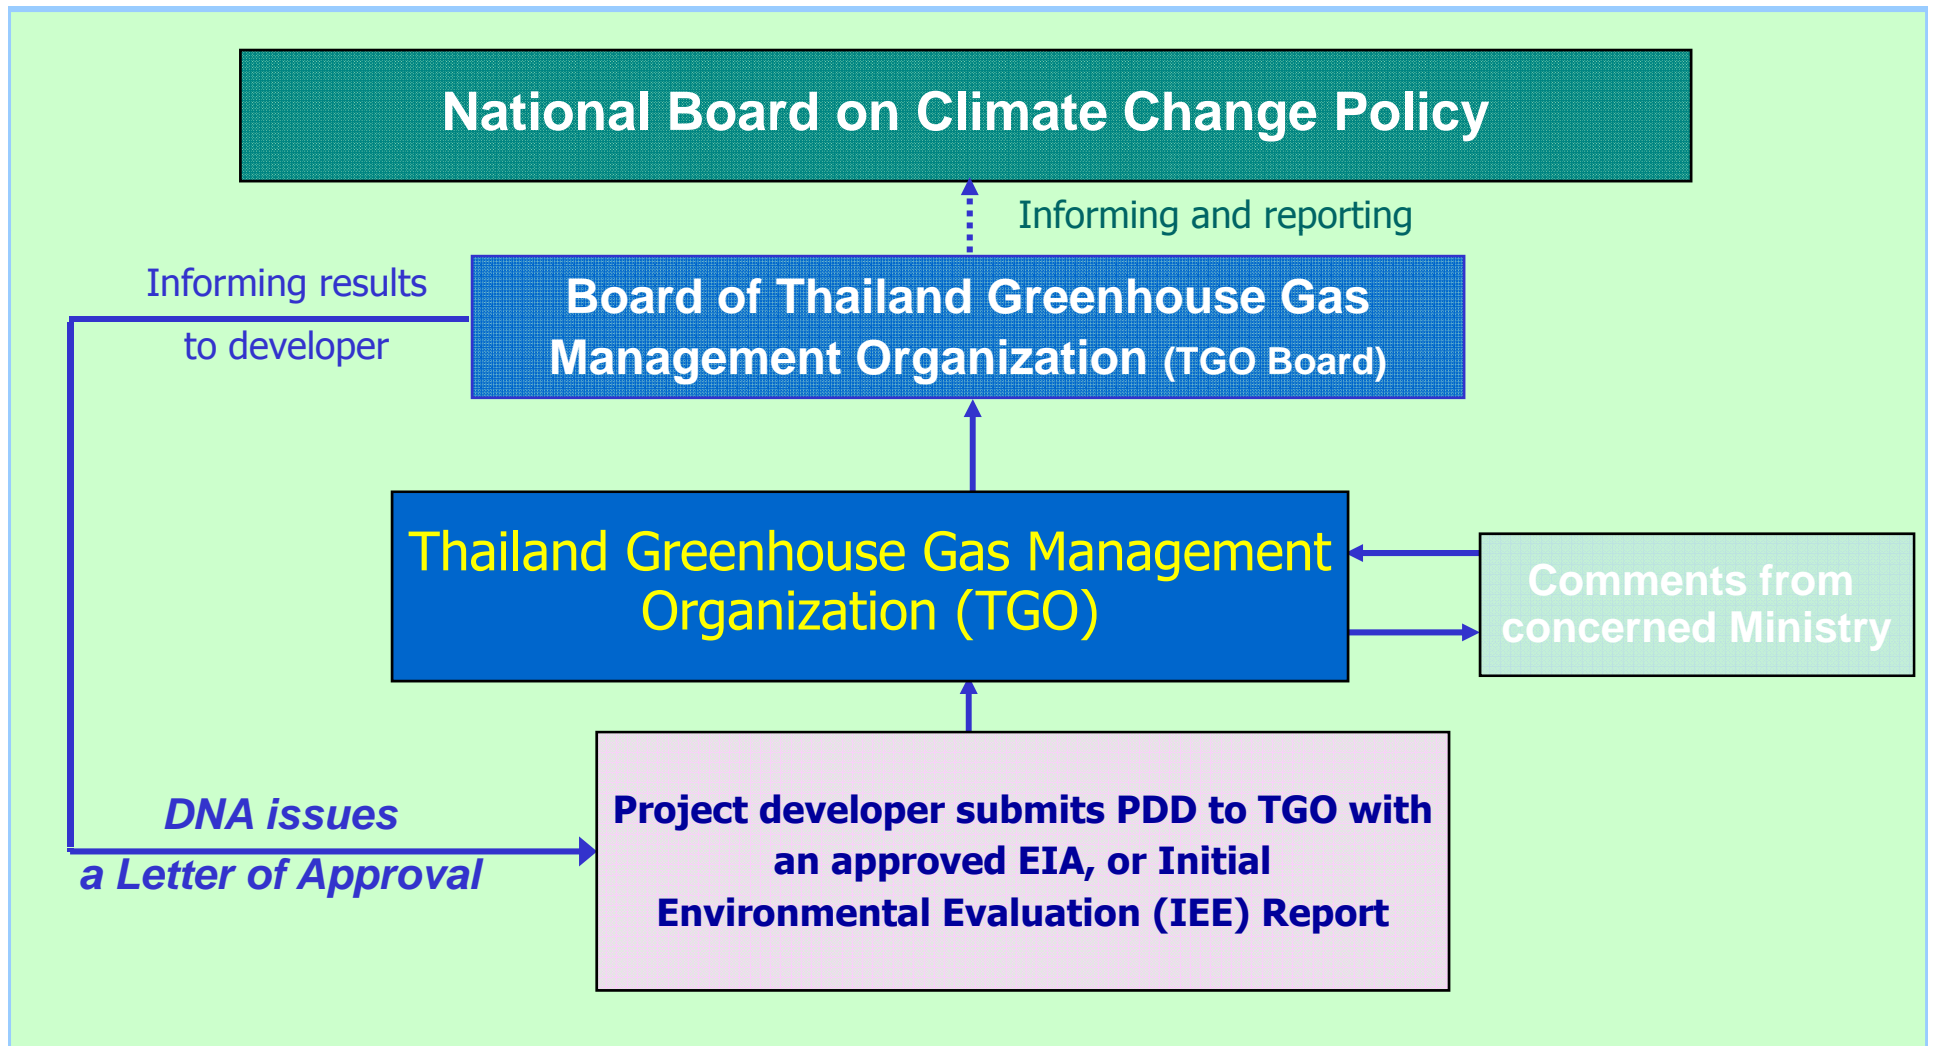 National Board on Climate Change Policy
Informing and reporting
Informing results
to developer
Board of Thailand Greenhouse Gas
Management Organization (TGO Board)
Thailand Greenhouse Gas Management
Organization (TGO)
Comments from
concerned Ministry
DNA issues
a Letter of Approval
Project developer submits PDD to TGO with
an approved EIA, or Initial
Environmental Evaluation (IEE) Report